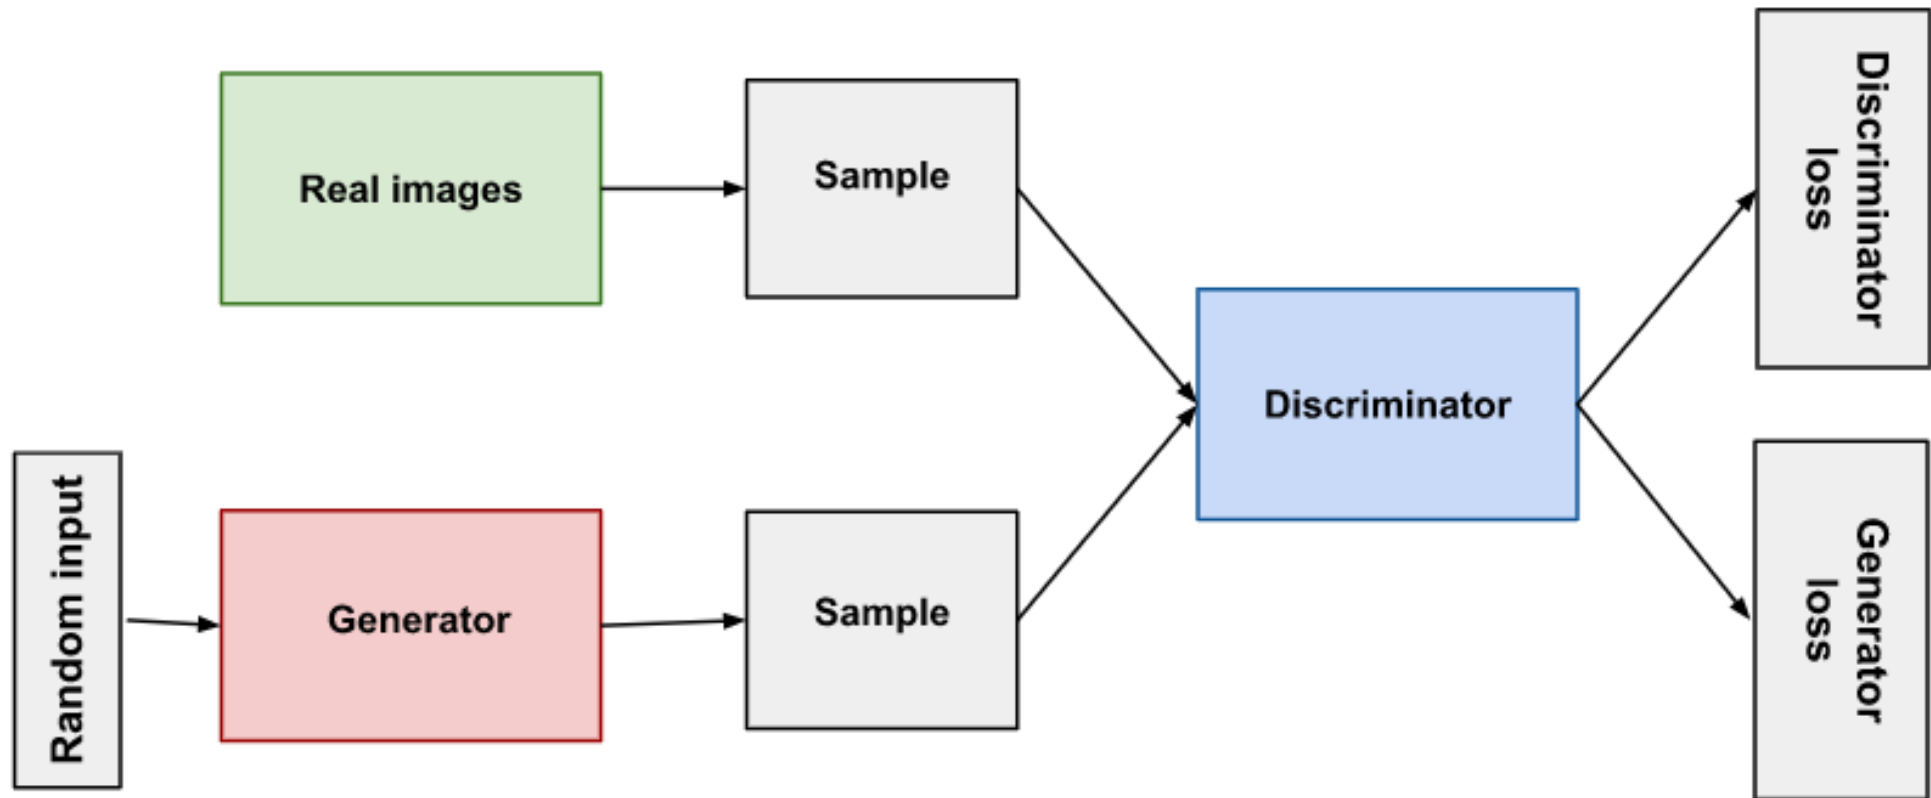 Real images
Sample
Discriminator
loss
Discriminator
Random input
Generator
Sample
Generator
loss